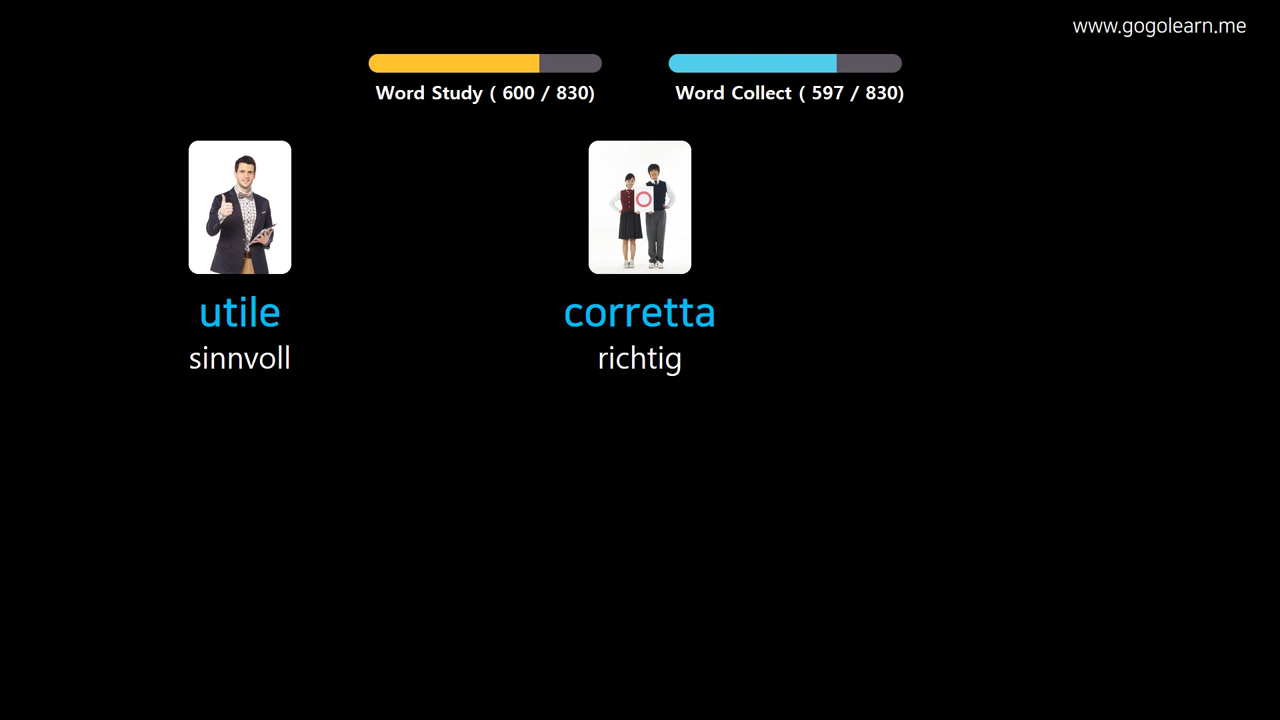 www.gogolearn.me
Word Study ( 600 / 830)
Word Collect ( 597 / 830)
utile
corretta
sinnvoll
richtig